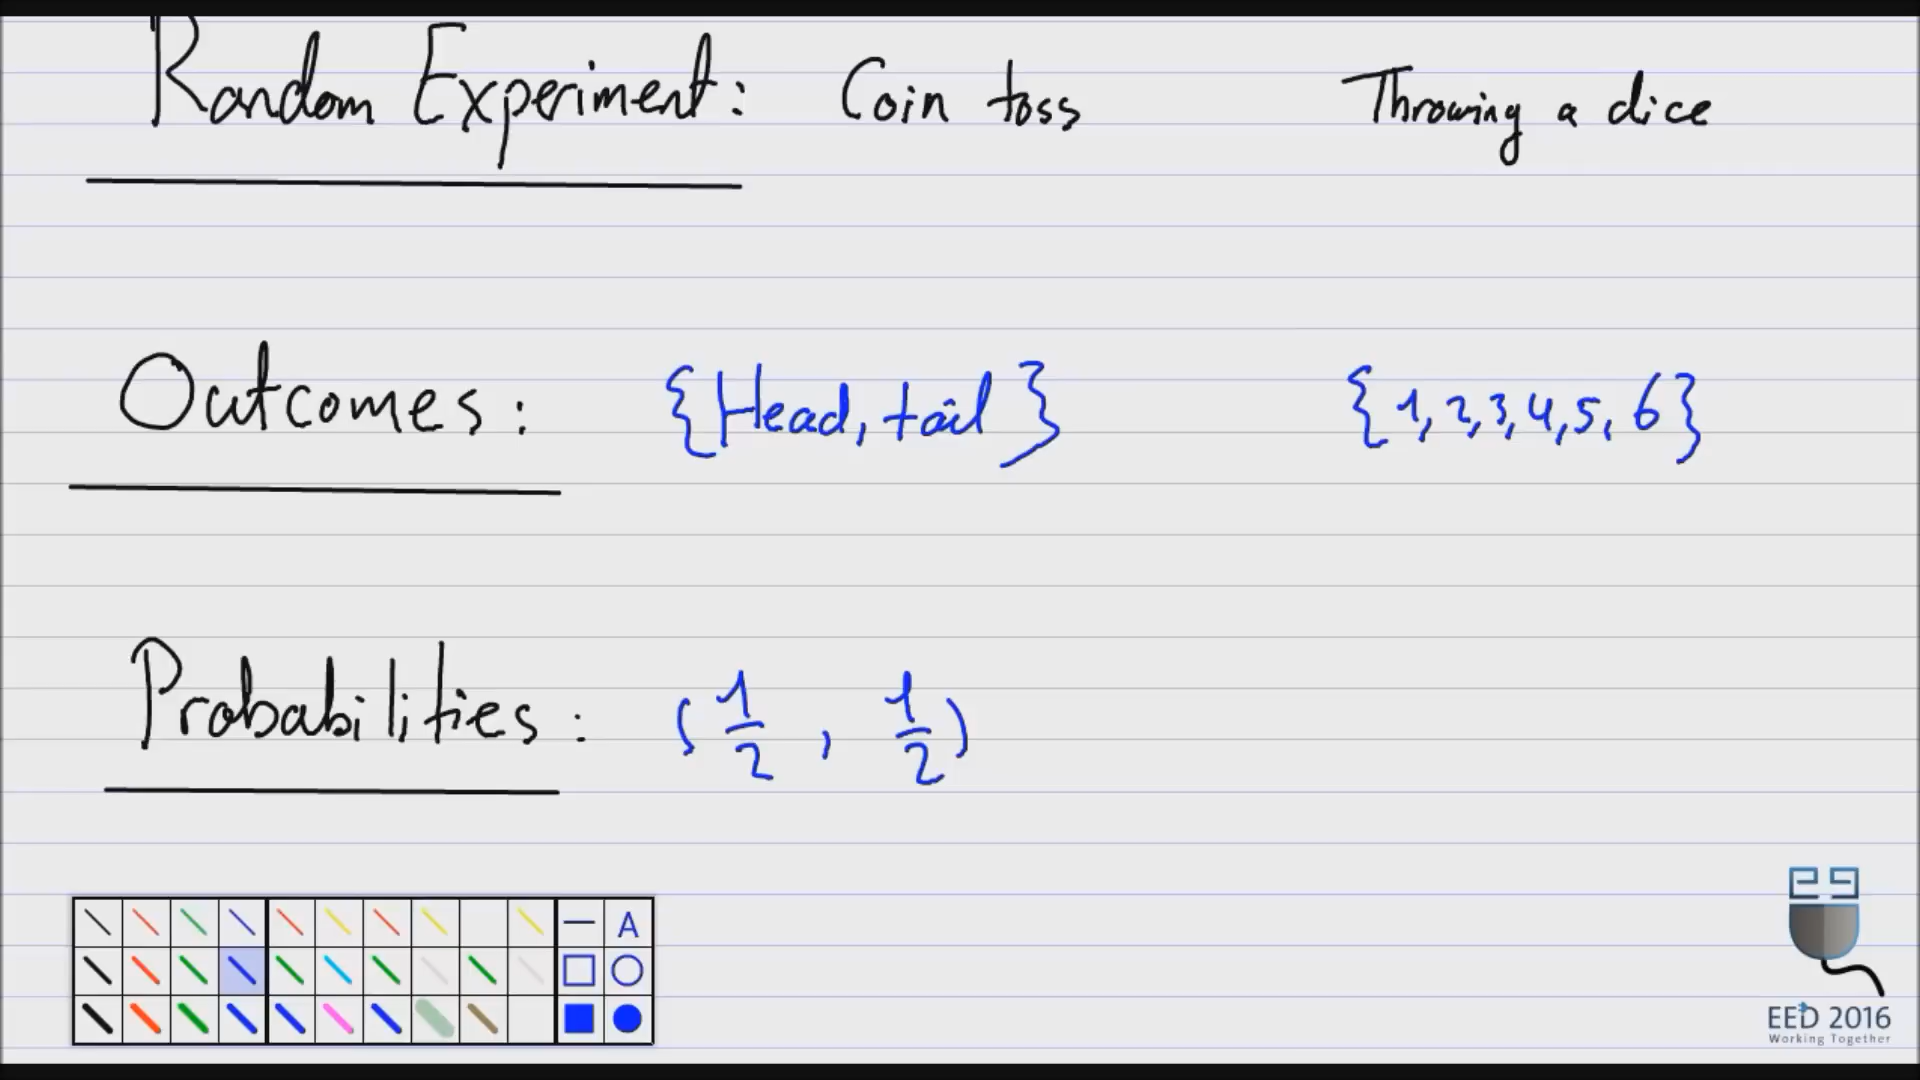 Random Experiment: Coin toss Throwing a dice
Outcomes: {Head, tail} {1,2,3,4,5,6}
Probabilities: (1/2, 1/2)
A
EED 2016
Working Together